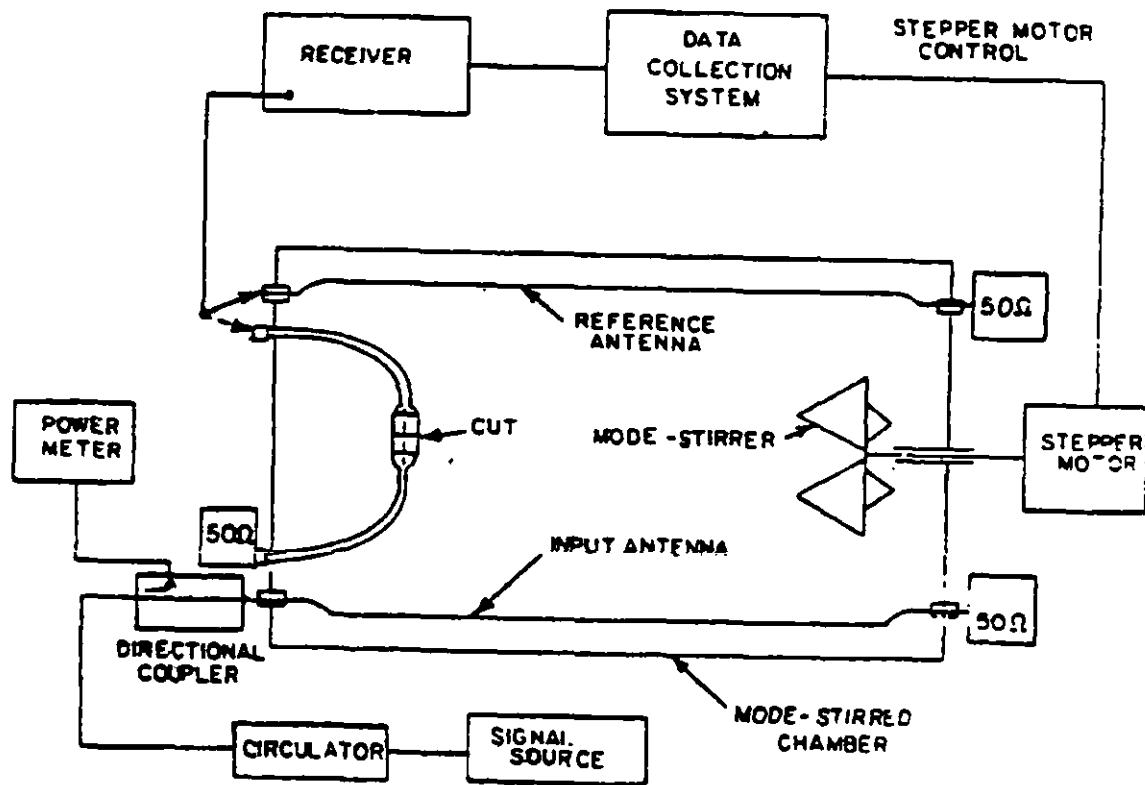 RECEIVER
DATA
COLLECTION
SYSTEM
STEPPER MOTOR
CONTROL
REFERENCE
ANTENNA
50Ω
POWER
METER
CUT
MODE-STIRRER
STEPPER
MOTOR
50Ω
INPUT ANTENNA
50Ω
DIRECTIONAL
COUPLER
MODE-STIRRED
CHAMBER
CIRCULATOR
SIGNAL
SOURCE